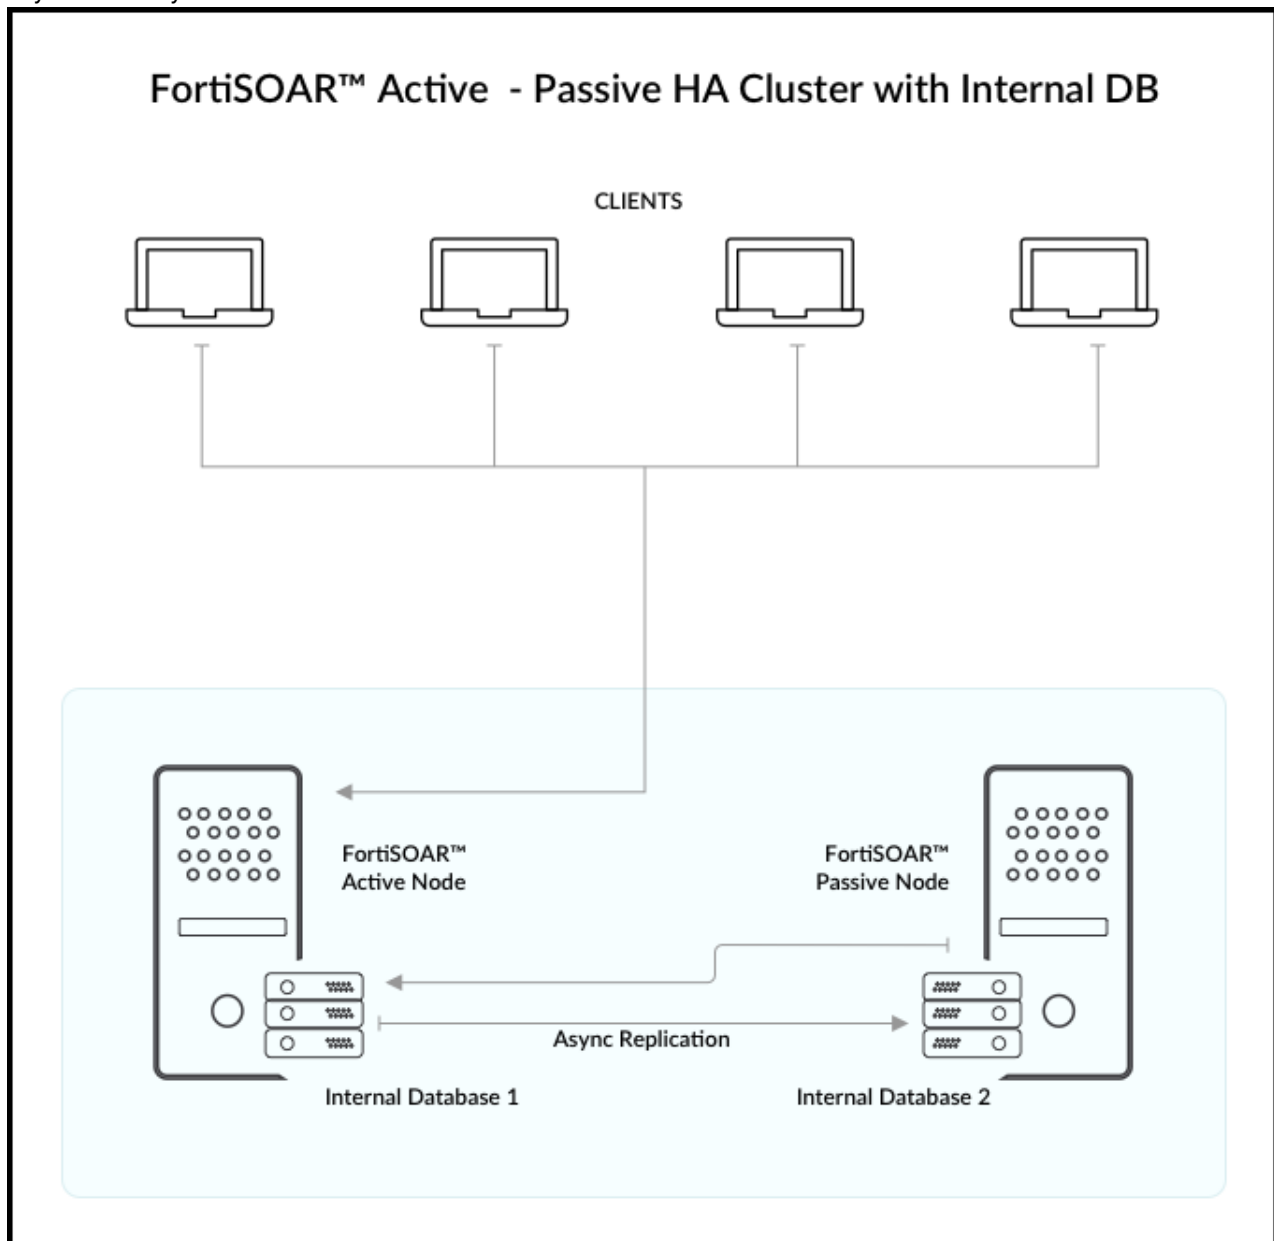 FortiSOAR™ Active - Passive HA Cluster with Internal DB
CLIENTS
FortiSOAR™
Active Node
FortiSOAR™
Passive Node
Async Replication
Internal Database 1
Internal Database 2